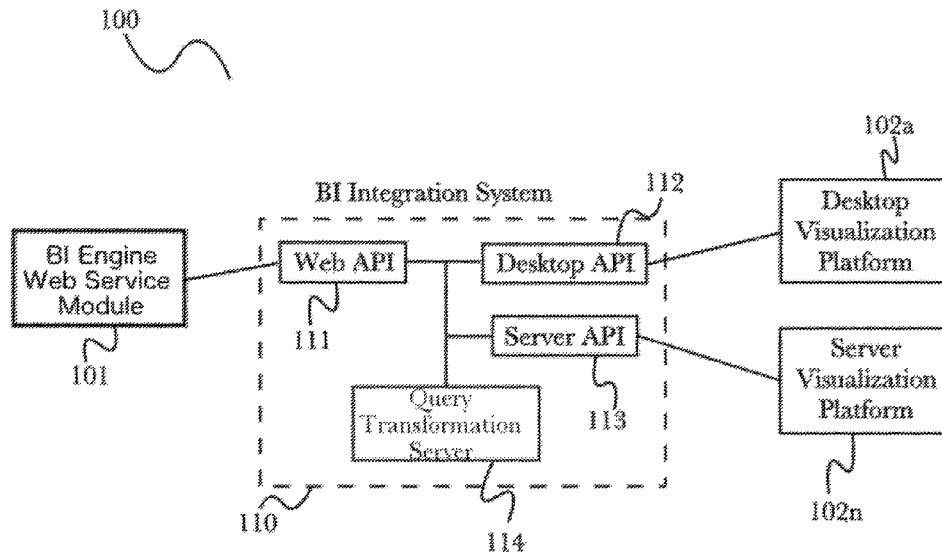 100
102a
BI Integration System
112
Desktop
Visualization
Platform
BI Engine
Web Service
Module
Web API
Desktop API
111
101
Server API
Server
Visualization
Platform
113
Query
Transformation
Server
110
114
102n